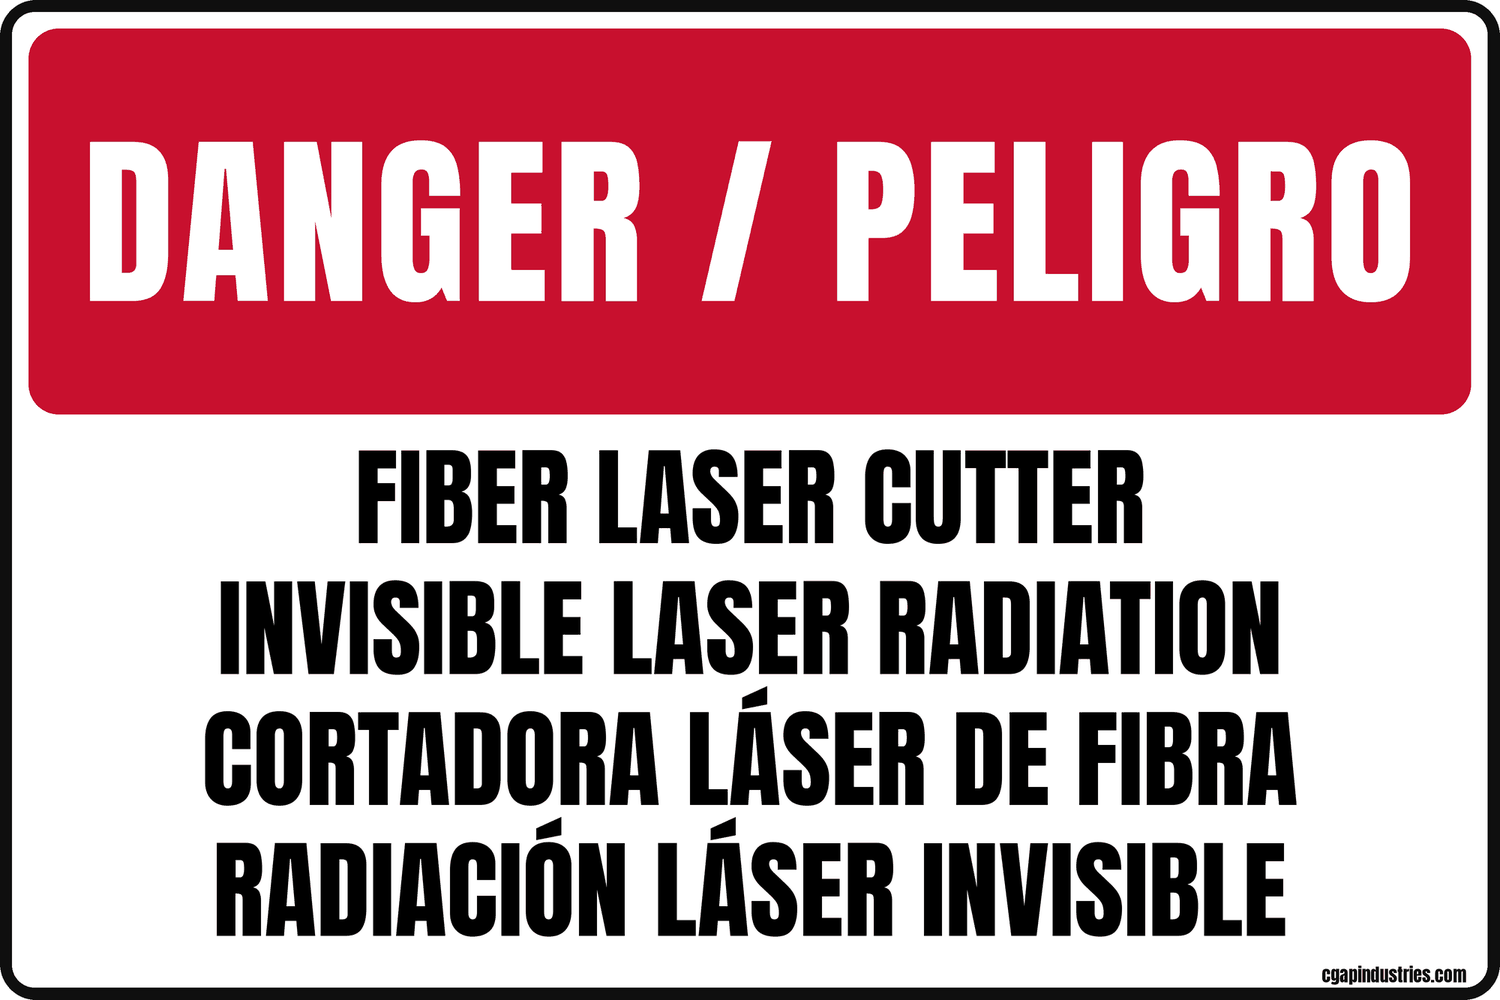 DANGER / PELIGRO
FIBER LASER CUTTER
INVISIBLE LASER RADIATION
CORTADORA LÁSER DE FIBRA
RADIACIÓN LÁSER INVISIBLE
cgapindustries.com